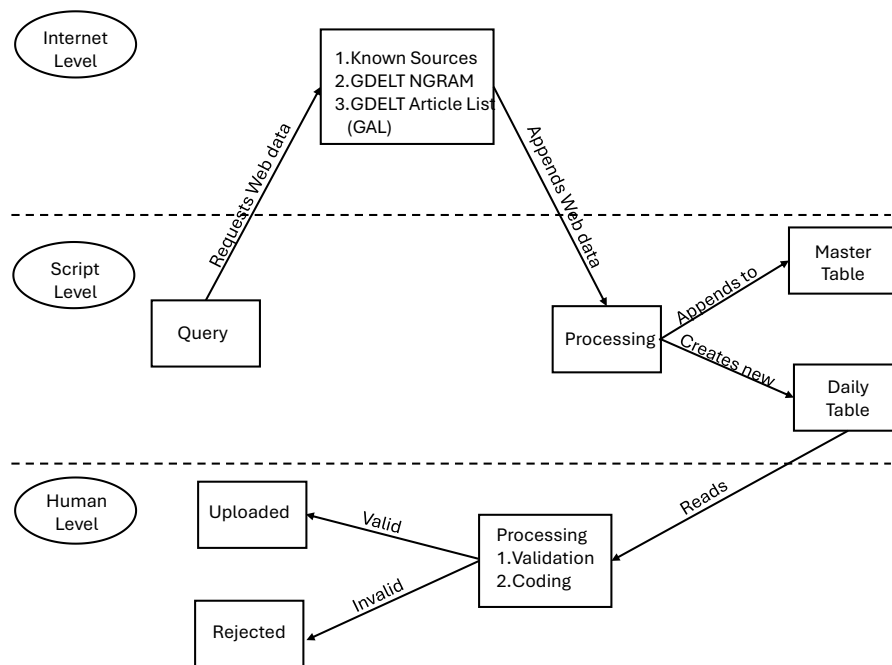 Internet
Level
1.Known Sources
2.GDELT NGRAM
3.GDELT Article List
(GAL)
Requests Web data
Appends Web data
Script
Level
Query
Processing
Appends to
Creates new
Master
Table
Daily
Table
Reads
Human
Level
Uploaded
Valid
Processing
1.Validation
2.Coding
Invalid
Rejected